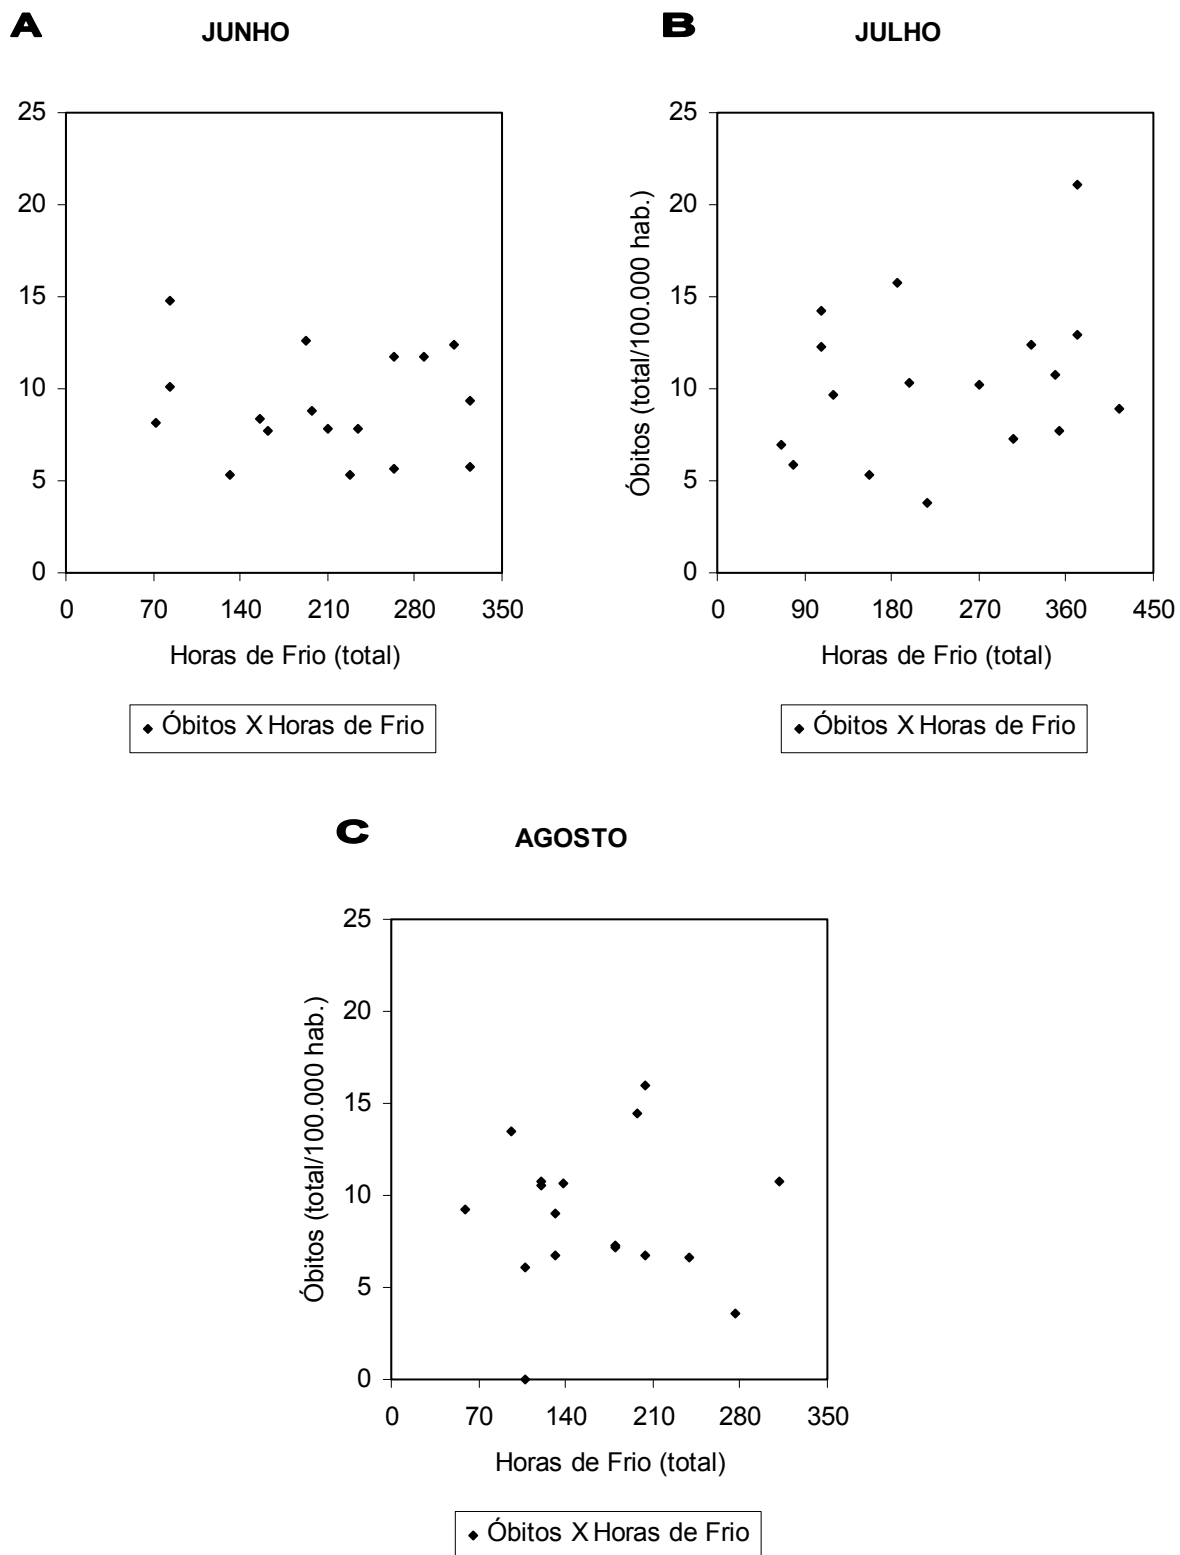 A
JUNHO
25
20
15
10
5
0
0 70 140 210 280 350
Horas de Frio (total)
Óbitos X Horas de Frio
B
JULHO
Óbitos (total/100.000 hab.)
25
20
15
10
5
0
0 90 180 270 360 450
Horas de Frio (total)
Óbitos X Horas de Frio
C
AGOSTO
Óbitos (total/100.000 hab.)
25
20
15
10
5
0
0 70 140 210 280 350
Horas de Frio (total)
Óbitos X Horas de Frio